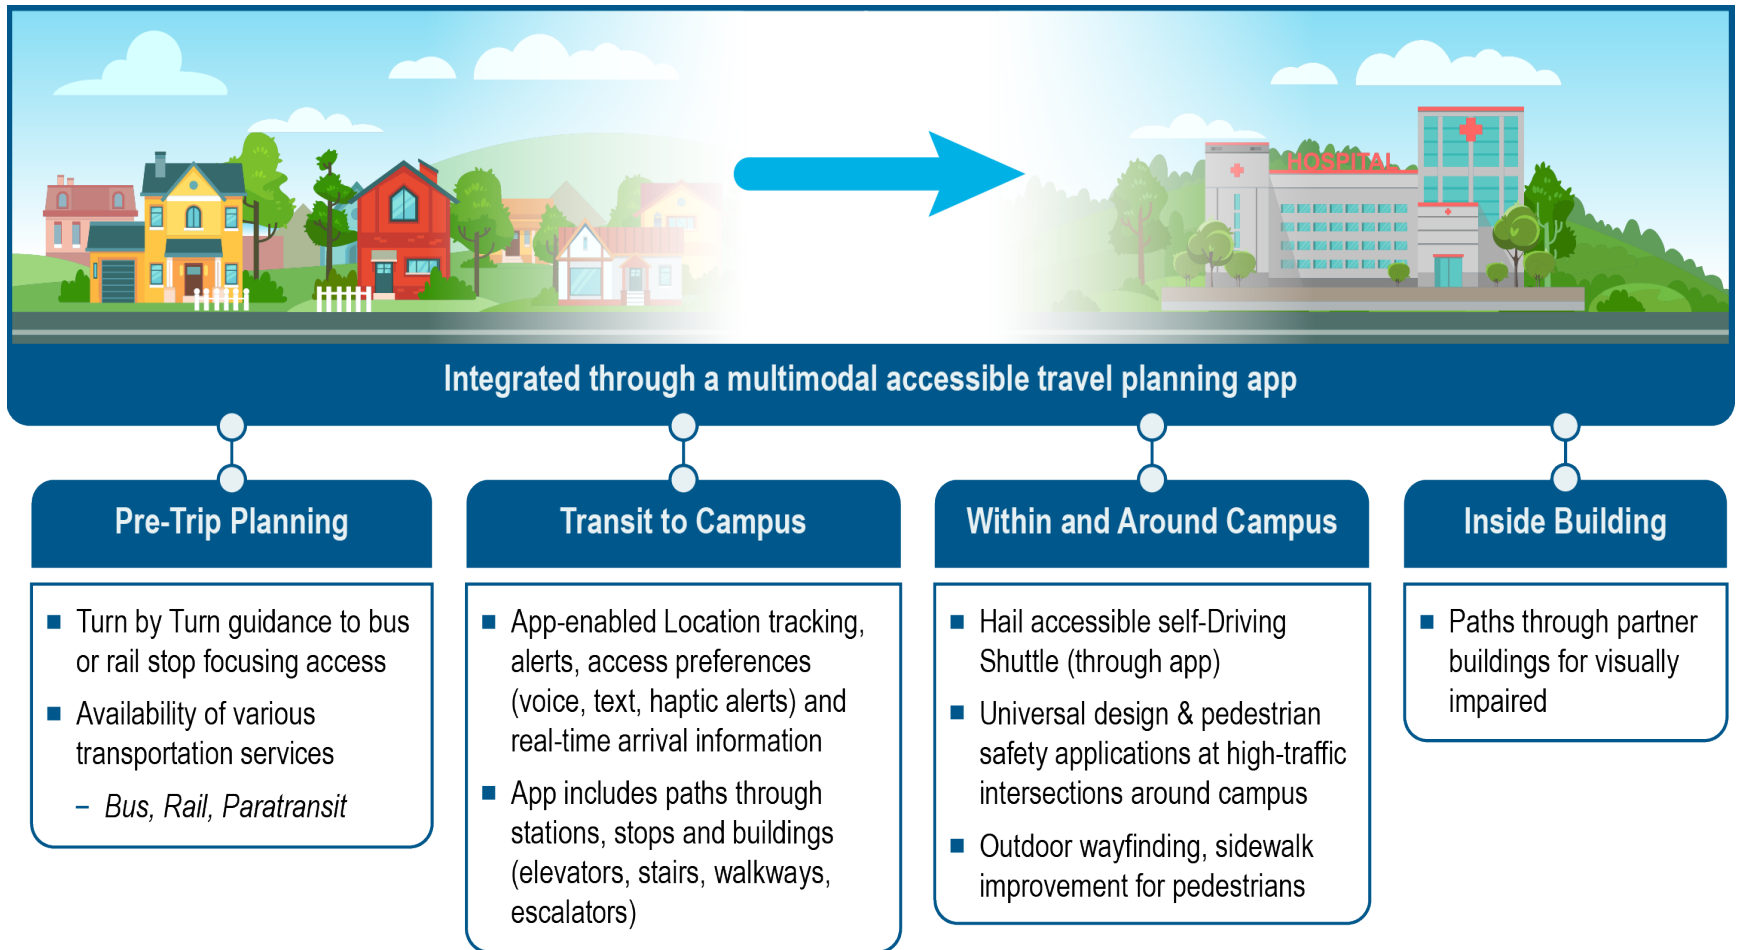 HOSPITAL
Integrated through a multimodal accessible travel planning app
Pre-Trip Planning
▪ Turn by Turn guidance to bus
or rail stop focusing access
▪ Availability of various
transportation services
– Bus, Rail, Paratransit
Transit to Campus
▪ App-enabled Location tracking,
alerts, access preferences
(voice, text, haptic alerts) and
real-time arrival information
▪ App includes paths through
stations, stops and buildings
(elevators, stairs, walkways,
escalators)
Within and Around Campus
▪ Hail accessible self-Driving
Shuttle (through app)
▪ Universal design & pedestrian
safety applications at high-traffic
intersections around campus
▪ Outdoor wayfinding, sidewalk
improvement for pedestrians
Inside Building
▪ Paths through partner
buildings for visually
impaired